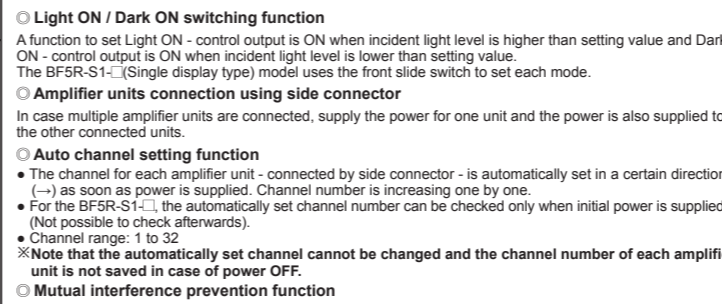 ◎ Light ON / Dark ON switching function
A function to set Light ON - control output is ON when incident light level is higher than setting value and Dark
ON - control output is ON when incident light level is lower than setting value.
The BF5R-S1-□(Single display type) model uses the front slide switch to set each mode.
◎ Amplifier units connection using side connector
In case multiple amplifier units are connected, supply the power for one unit and the power is also supplied to
the other connected units.
◎ Auto channel setting function
● The channel for each amplifier unit - connected by side connector - is automatically set in a certain direction
(→) as soon as power is supplied. Channel number is increasing one by one.
● For the BF5R-S1-□, the automatically set channel number can be checked only when initial power is supplied
(Not possible to check afterwards).
● Channel range: 1 to 32
※Note that the automatically set channel cannot be changed and the channel number of each amplifi
unit is not saved in case of power OFF.
◎ Mutual interference prevention function